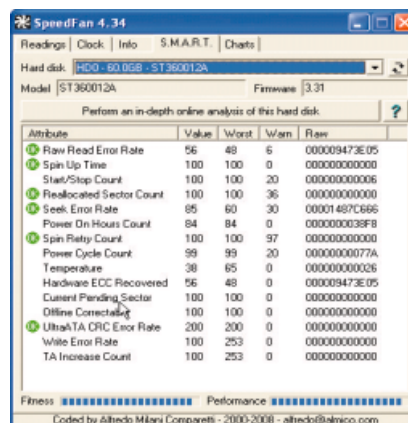 SpeedFan 4.34
Readings Clock Info S.M.A.R.T. Charts
Hard disk HD0 - 60.0GB - ST360012A
Model ST360012A Firmware 3.31
Perform an in-depth online analysis of this hard disk ?
Attribute Value Worst Warn Raw
Raw Read Error Rate 56 48 6 000009473E05
Spin Up Time 100 100 0 000000000000
Start/Stop Count 100 100 20 000000000006
Reallocated Sector Count 100 100 36 000000000000
Seek Error Rate 85 60 30 00001487C666
Power On Hours Count 84 84 0 0000000038F8
Spin Retry Count 100 100 97 000000000000
Power Cycle Count 99 99 20 00000000077A
Temperature 38 65 0 000000000026
Hardware ECC Recovered 56 48 0 000009473E05
Current Pending Sector 100 100 0 000000000000
Offline Correctable 100 100 0 000000000000
UltraATA CRC Error Rate 200 200 0 000000000000
Write Error Rate 100 253 0 000000000000
TA Increase Count 100 253 0 000000000000
Fitness Performance
Coded by Alfredo Milani Comparetti - 2000-2008 - alfredo@almico.com